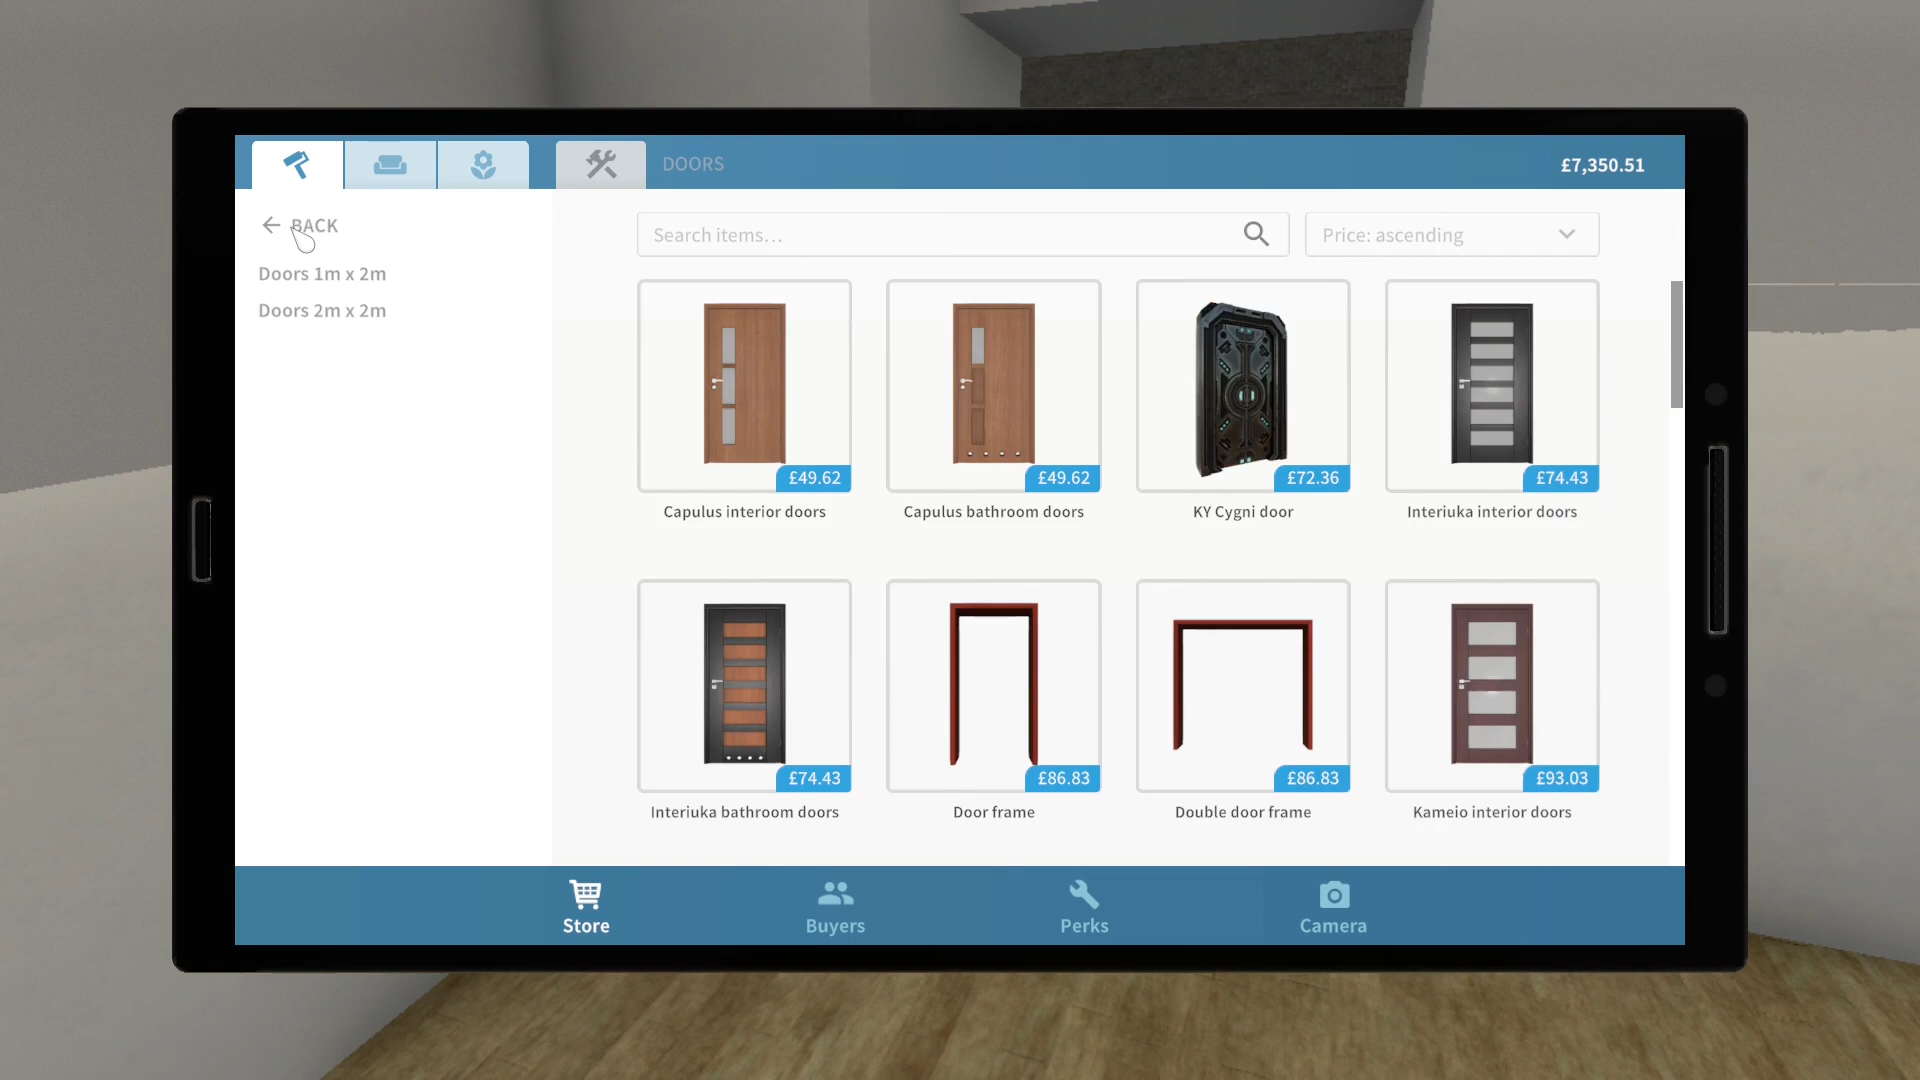 DOORS
£7,350.51
BACK
Doors 1m x 2m
Doors 2m x 2m
Search items...
Price: ascending
£49.62
£49.62
£72.36
£74.43
Capulus interior doors
Capulus bathroom doors
KY Cygni door
Interiuka interior doors
£74.43
£86.83
£86.83
£93.03
Interiuka bathroom doors
Door frame
Double door frame
Kameio interior doors
Store
Buyers
Perks
Camera